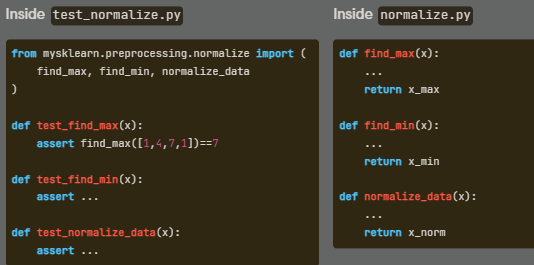 Inside test_normalize.py
from mysklearn.preprocessing.normalize import (
    find_max, find_min, normalize_data
)
def test_find_max(x):
    assert find_max([1,4,7,1])==7
def test_find_min(x):
    assert ...
def test_normalize_data(x):
    assert ...
Inside normalize.py
def find_max(x):
    ...
    return x_max
def find_min(x):
    ...
    return x_min
def normalize_data(x):
    ...
    return x_norm